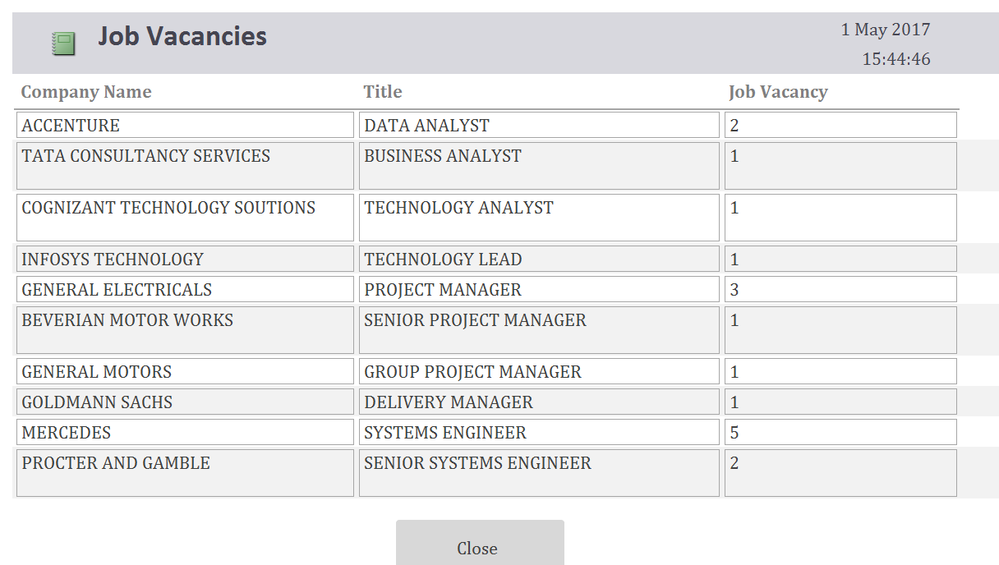 Job Vacancies
1 May 2017
15:44:46
Company Name Title Job Vacancy
ACCENTURE DATA ANALYST 2
TATA CONSULTANCY SERVICES BUSINESS ANALYST 1
COGNIZANT TECHNOLOGY SOUTIONS TECHNOLOGY ANALYST 1
INFOSYS TECHNOLOGY TECHNOLOGY LEAD 1
GENERAL ELECTRICALS PROJECT MANAGER 3
BEVERIAN MOTOR WORKS SENIOR PROJECT MANAGER 1
GENERAL MOTORS GROUP PROJECT MANAGER 1
GOLDMANN SACHS DELIVERY MANAGER 1
MERCEDES SYSTEMS ENGINEER 5
PROCTER AND GAMBLE SENIOR SYSTEMS ENGINEER 2
Close